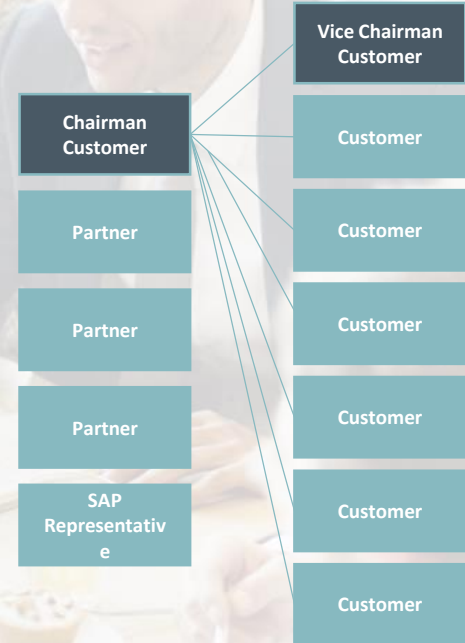 Chairman
Customer
Partner
Partner
Partner
SAP
Representativ
e
Vice Chairman
Customer
Customer
Customer
Customer
Customer
Customer
Customer